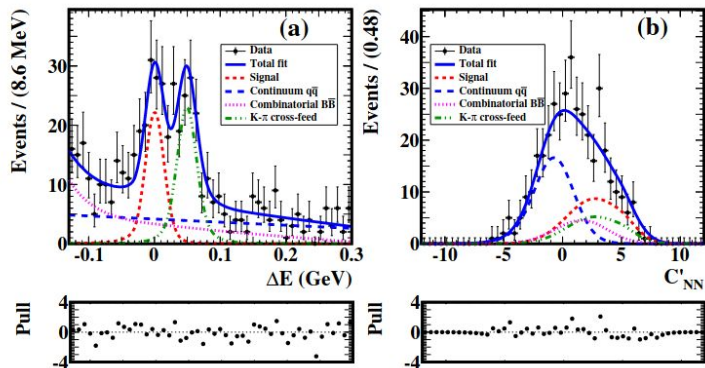 (a)
Data
Total fit
Signal
Continuum qq̄
Combinatorial BB̄
K-π cross-feed
Events / (8.6 MeV)
30
20
10
0
-0.1 0 0.1 0.2 0.3
ΔE (GeV)
Pull
4
0
-4
(b)
Data
Total fit
Signal
Continuum qq̄
Combinatorial BB̄
K-π cross-feed
Events / (0.48)
40
30
20
10
0
-10 -5 0 5 10
C'NN
Pull
4
0
-4